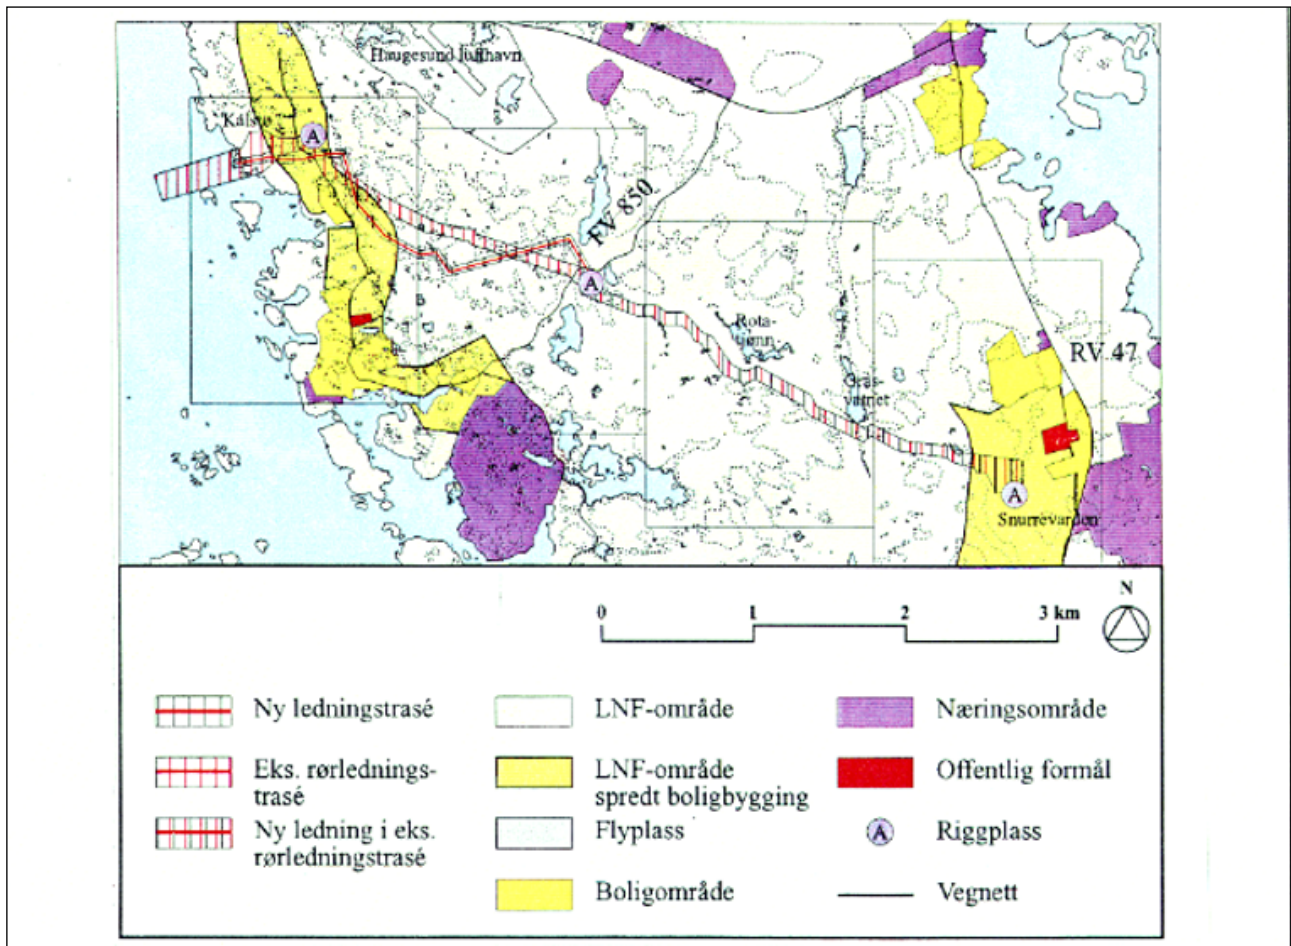 Haugesund lufthavn
Kålstø
A
FV 850
A
Rota-
tjønn
Gras-
vatnet
RV 47
A
Snurrevarden
0 1 2 3 km
N
Ny ledningstrasé
Eks. rørlednings-
trasé
Ny ledning i eks.
rørledningstrasé
LNF-område
LNF-område
spredt boligbygging
Flyplass
Boligområde
Næringsområde
Offentlig formål
A
Riggplass
Vegnett